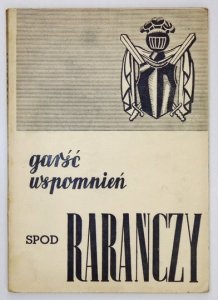 garść
wspomnień
SPOD RARAŃCZY